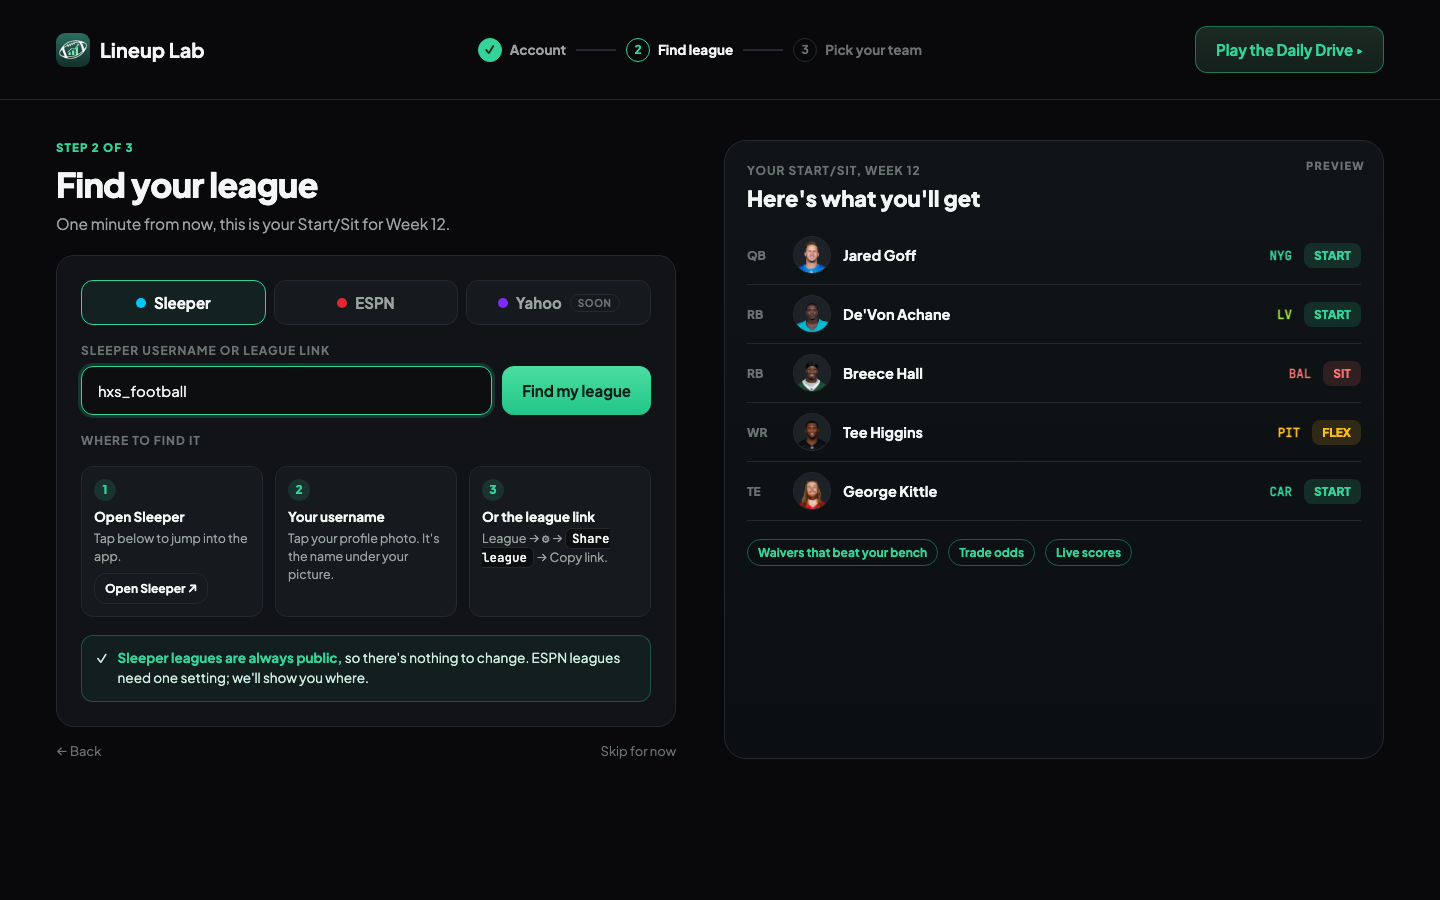 Lineup Lab
✓ Account
2 Find league
3 Pick your team
Play the Daily Drive ▸
STEP 2 OF 3
Find your league
One minute from now, this is your Start/Sit for Week 12.
Sleeper
ESPN
Yahoo SOON
SLEEPER USERNAME OR LEAGUE LINK
hxs_football
Find my league
WHERE TO FIND IT
1
Open Sleeper
Tap below to jump into the
app.
Open Sleeper ↗
2
Your username
Tap your profile photo. It's
the name under your
picture.
3
Or the league link
League → ⚙ → Share
league → Copy link.
✓ Sleeper leagues are always public, so there's nothing to change. ESPN leagues
need one setting; we'll show you where.
← Back
Skip for now
YOUR START/SIT, WEEK 12
PREVIEW
Here's what you'll get
QB Jared Goff NYG START
RB De'Von Achane LV START
RB Breece Hall BAL SIT
WR Tee Higgins PIT FLEX
TE George Kittle CAR START
Waivers that beat your bench
Trade odds
Live scores